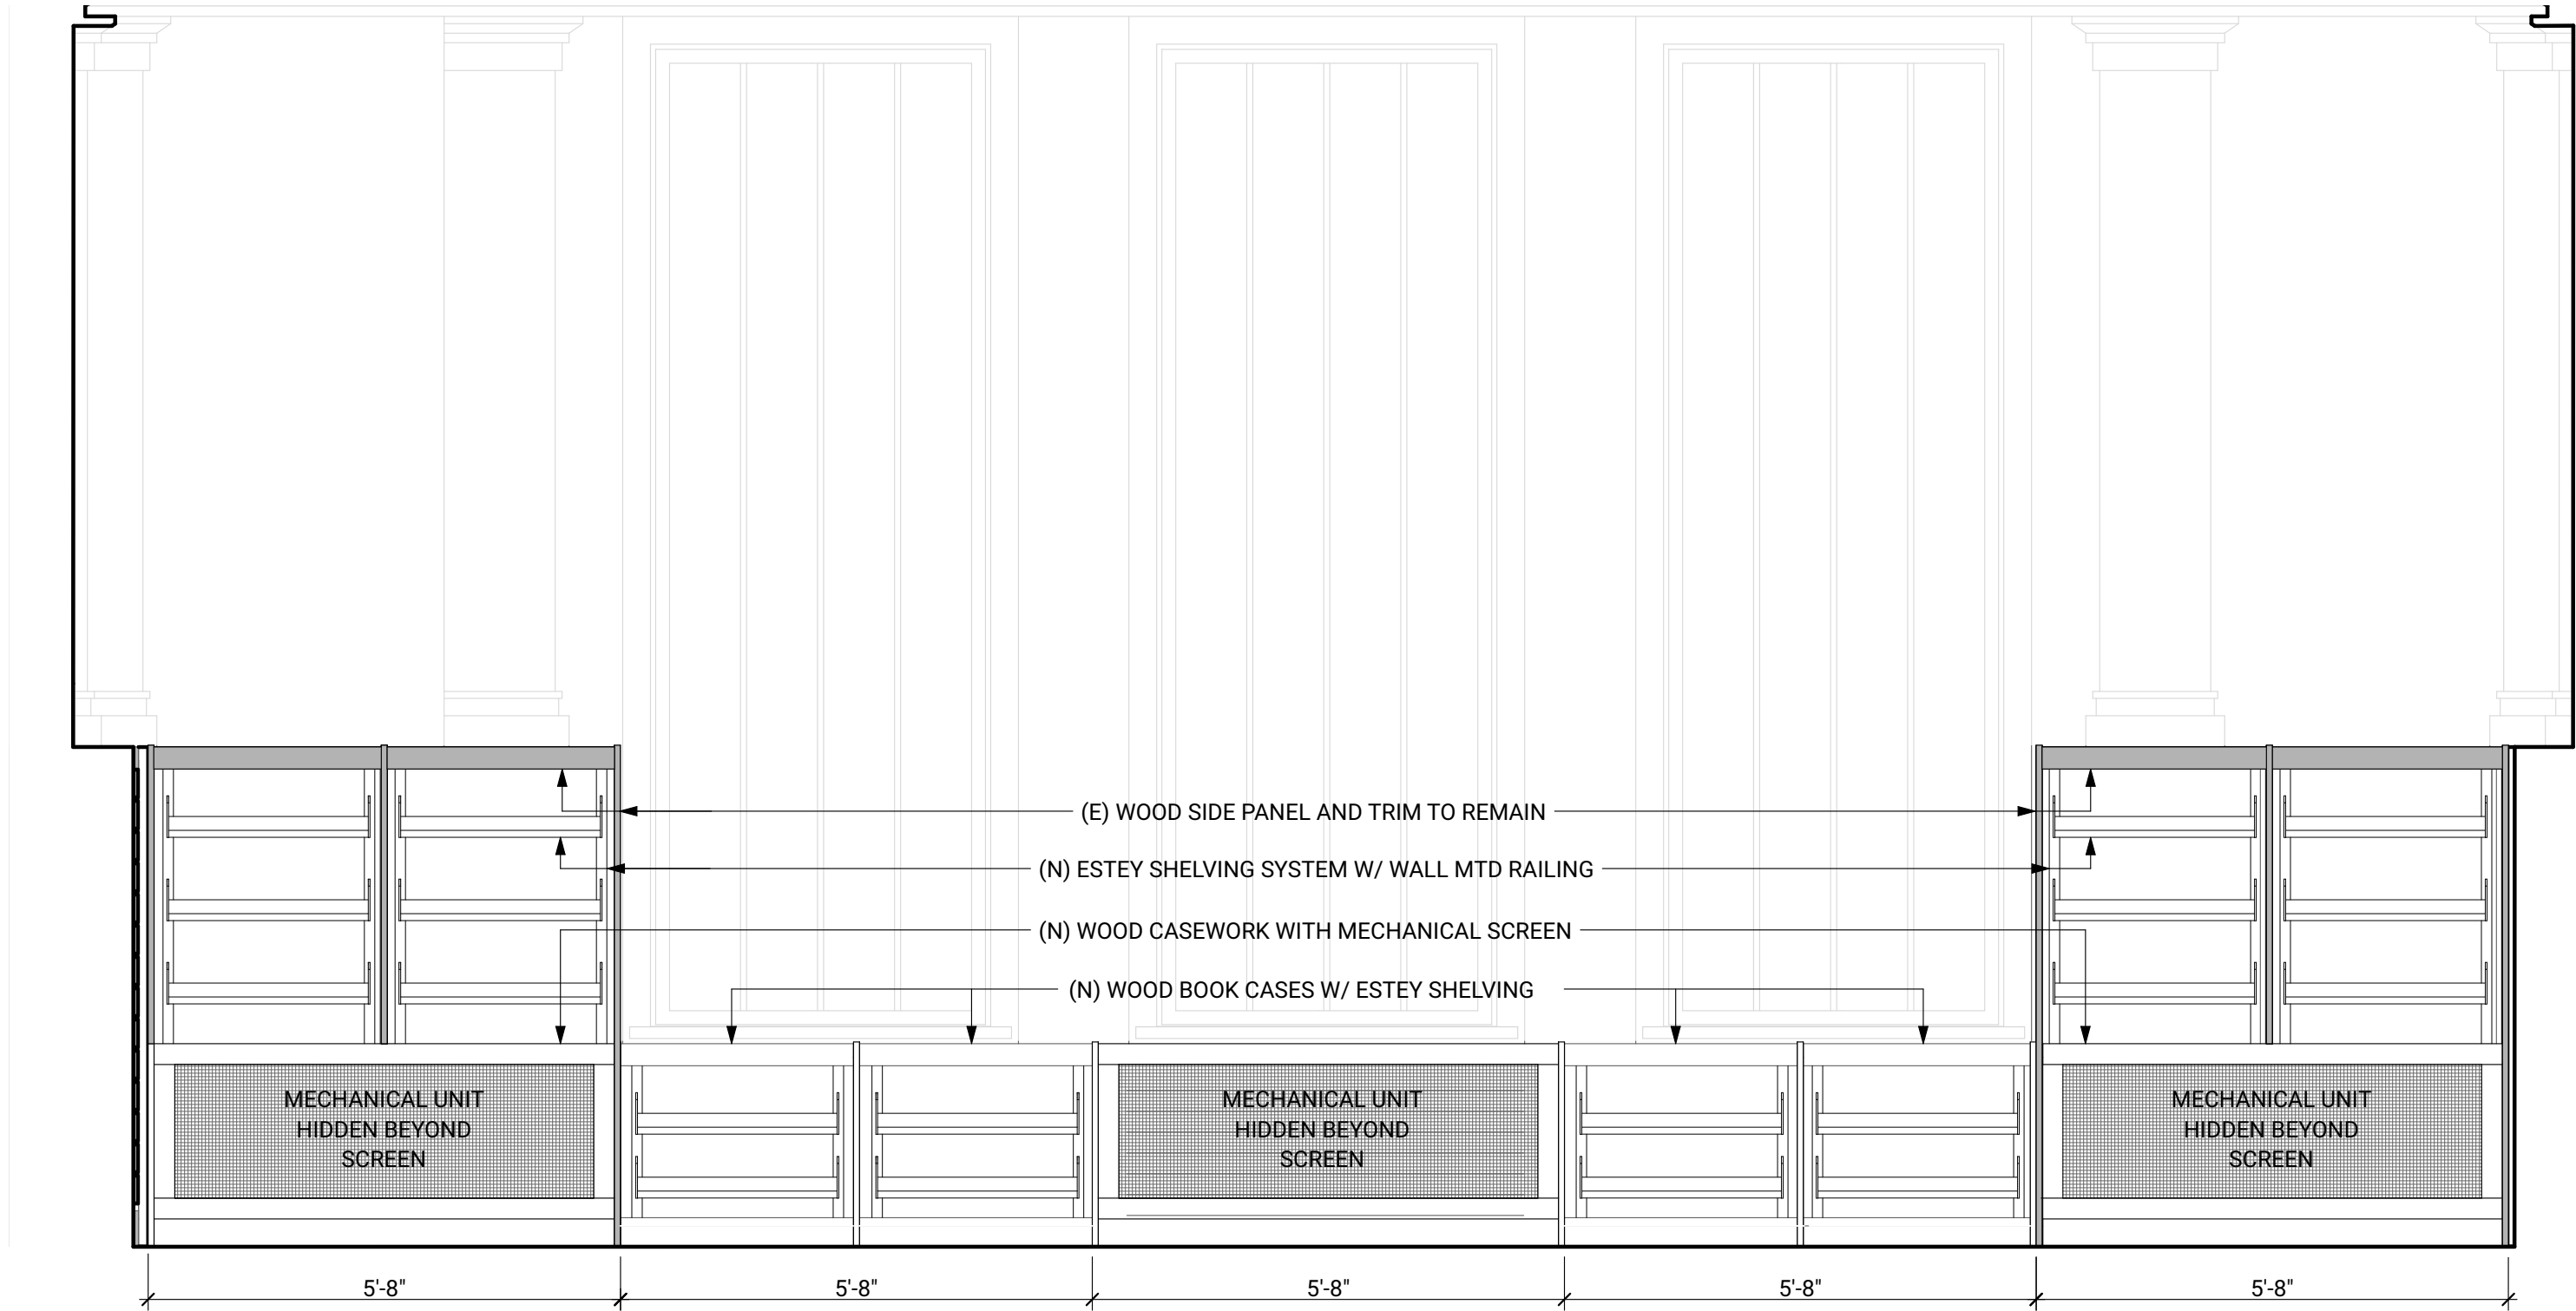 (E) WOOD SIDE PANEL AND TRIM TO REMAIN
(N) ESTEY SHELVING SYSTEM W/ WALL MTD RAILING
(N) WOOD CASEWORK WITH MECHANICAL SCREEN
(N) WOOD BOOK CASES W/ ESTEY SHELVING
MECHANICAL UNIT
HIDDEN BEYOND
SCREEN
MECHANICAL UNIT
HIDDEN BEYOND
SCREEN
MECHANICAL UNIT
HIDDEN BEYOND
SCREEN
5'-8"
5'-8"
5'-8"
5'-8"
5'-8"